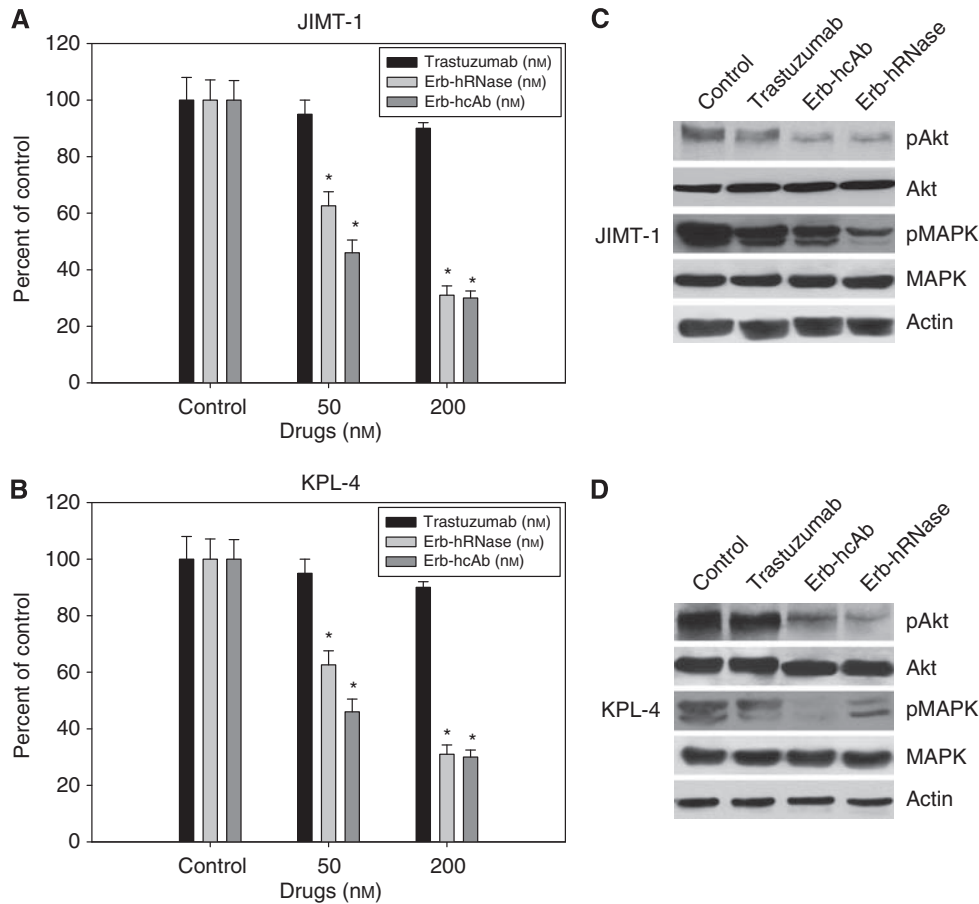 A
JIMT-1
120
100
80
60
40
20
0
Percent of control
Trastuzumab (nM)
Erb-hRNase (nM)
Erb-hcAb (nM)
*
*
*
*
Control
50
200
Drugs (nM)
B
KPL-4
120
100
80
60
40
20
0
Percent of control
Trastuzumab (nM)
Erb-hRNase (nM)
Erb-hcAb (nM)
*
*
*
*
Control
50
200
Drugs (nM)
C
Control
Trastuzumab
Erb-hcAb
Erb-hRNase
JIMT-1
pAkt
Akt
pMAPK
MAPK
Actin
D
Control
Trastuzumab
Erb-hcAb
Erb-hRNase
KPL-4
pAkt
Akt
pMAPK
MAPK
Actin